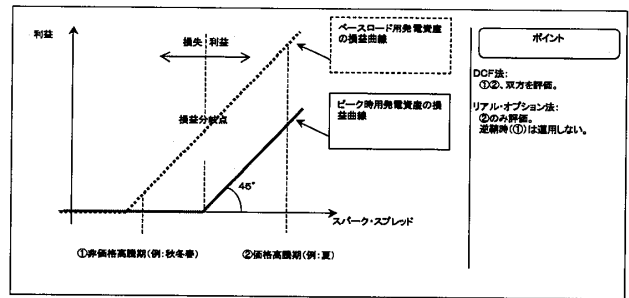 利益
損失
利益
ベースロード用発電資産
の損益曲線
損益分岐点
ピーク時用発電資産の損
益曲線
45°
スパーク・スプレッド
①非価格高騰期(例:秋冬春)
②価格高騰期(例:夏)
ポイント
DCF法:
①②、双方を評価。
リアル・オプション法:
②のみ評価。
逆鞘時(①)は運用しない。